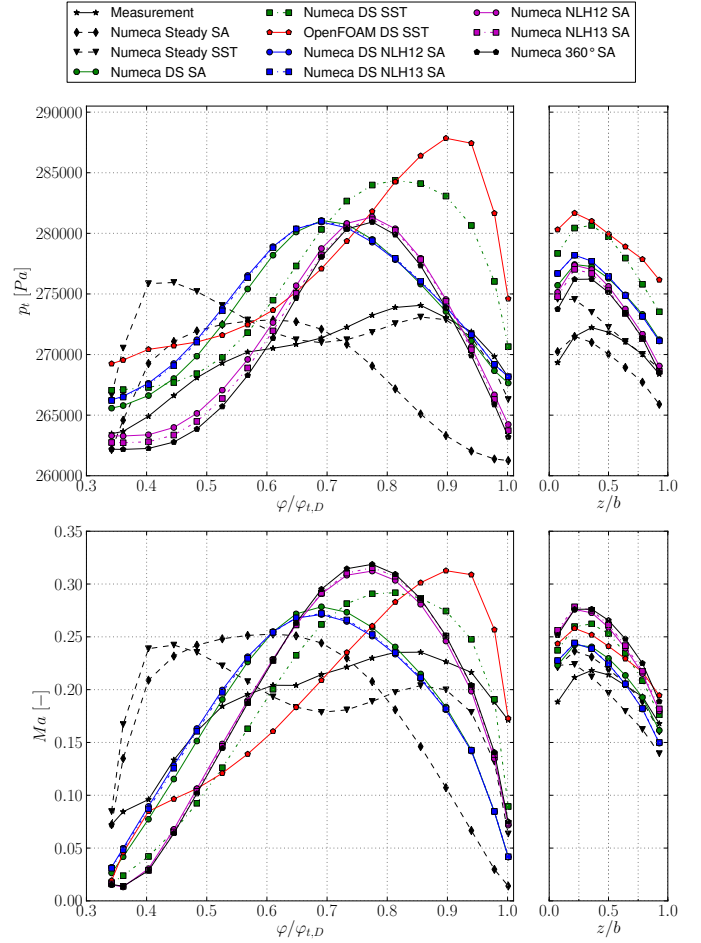 Measurement
Numeca Steady SA
Numeca Steady SST
Numeca DS SA
Numeca DS SST
OpenFOAM DS SST
Numeca DS NLH12 SA
Numeca DS NLH13 SA
Numeca NLH12 SA
Numeca NLH13 SA
Numeca 360° SA
290000
285000
280000
275000
270000
265000
260000
p_t [Pa]
0.3 0.4 0.5 0.6 0.7 0.8 0.9 1.0
φ/φ_{t,D}
0.0 0.5 1.0
z/b
0.35
0.30
0.25
0.20
0.15
0.10
0.05
0.00
Ma [−]
0.3 0.4 0.5 0.6 0.7 0.8 0.9 1.0
φ/φ_{t,D}
0.0 0.5 1.0
z/b